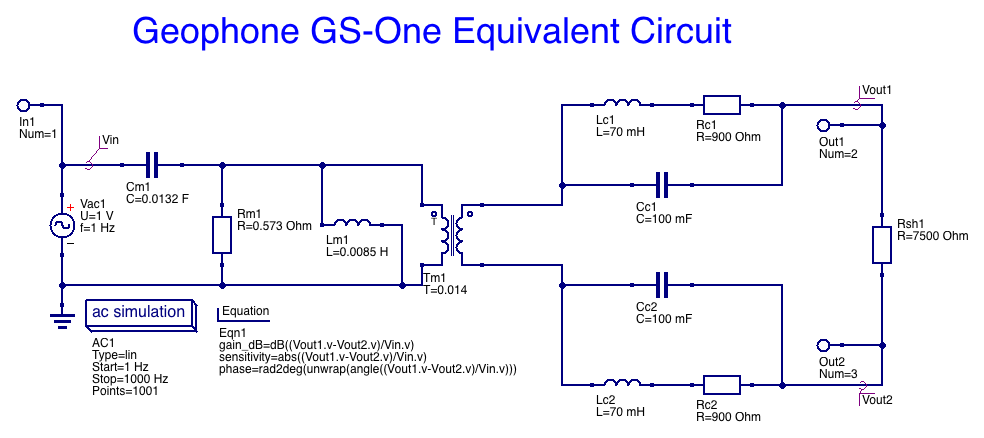 Geophone GS-One Equivalent Circuit
In1
Num=1
Vin
Cm1
C=0.0132 F
Vac1
U=1 V
f=1 Hz
+
−
Rm1
R=0.573 Ohm
Lm1
L=0.0085 H
T
Tm1
T=0.014
Lc1
L=70 mH
Rc1
R=900 Ohm
Vout1
Out1
Num=2
Cc1
C=100 mF
Rsh1
R=7500 Ohm
Cc2
C=100 mF
Out2
Num=3
Lc2
L=70 mH
Rc2
R=900 Ohm
Vout2
ac simulation
AC1
Type=lin
Start=1 Hz
Stop=1000 Hz
Points=1001
Equation
Eqn1
gain_dB=dB((Vout1.v-Vout2.v)/Vin.v)
sensitivity=abs((Vout1.v-Vout2.v)/Vin.v)
phase=rad2deg(unwrap(angle((Vout1.v-Vout2.v)/Vin.v)))